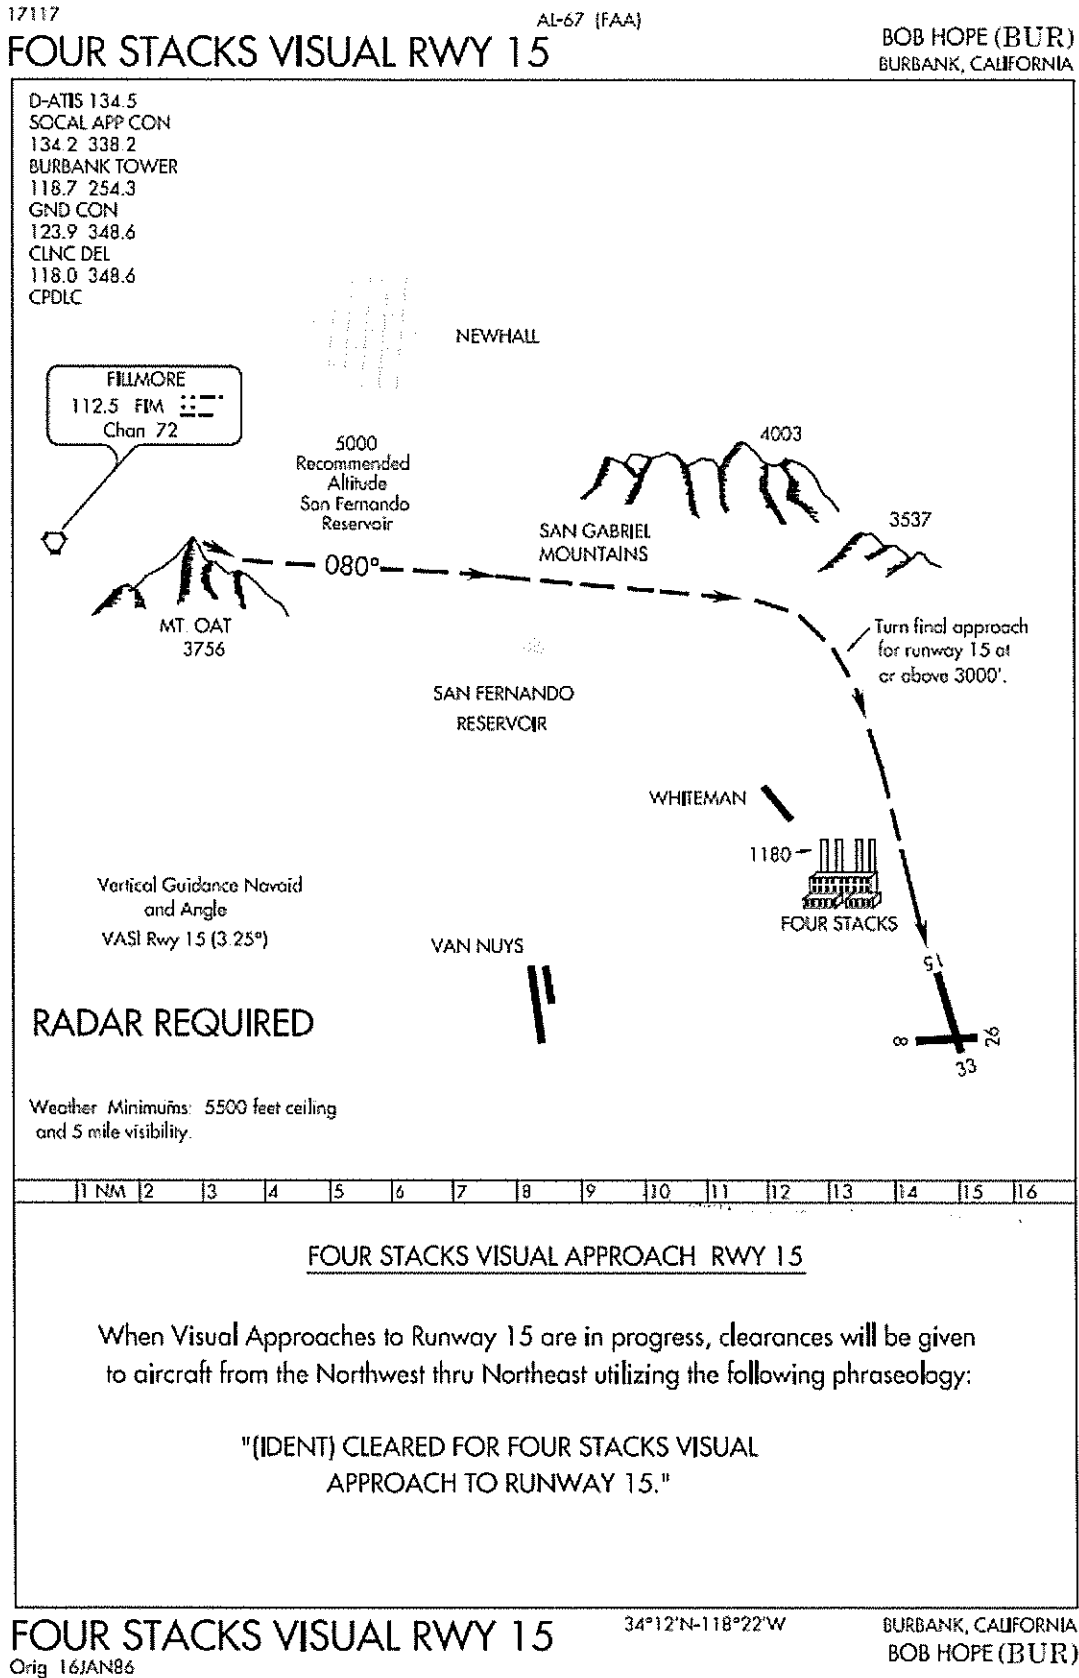 17117
AL-67 (FAA)
FOUR STACKS VISUAL RWY 15
BOB HOPE (BUR)
BURBANK, CALIFORNIA
D-ATIS 134.5
SOCAL APP CON
134.2 338.2
BURBANK TOWER
118.7 254.3
GND CON
123.9 348.6
CLNC DEL
118.0 348.6
CPDLC
NEWHALL
FILLMORE
112.5 FIM
Chan 72
5000
Recommended
Altitude
San Fernando
Reservoir
4003
3537
SAN GABRIEL
MOUNTAINS
080°
MT. OAT
3756
Turn final approach
for runway 15 at
or above 3000'.
SAN FERNANDO
RESERVOIR
WHITEMAN
1180
FOUR STACKS
Vertical Guidance Navaid
and Angle
VASI Rwy 15 (3.25°)
VAN NUYS
15
RADAR REQUIRED
8
26
33
Weather Minimums: 5500 feet ceiling
and 5 mile visibility.
1 NM 2 3 4 5 6 7 8 9 10 11 12 13 14 15 16
FOUR STACKS VISUAL APPROACH RWY 15
When Visual Approaches to Runway 15 are in progress, clearances will be given
to aircraft from the Northwest thru Northeast utilizing the following phraseology:
"(IDENT) CLEARED FOR FOUR STACKS VISUAL
APPROACH TO RUNWAY 15."
FOUR STACKS VISUAL RWY 15
34°12'N-118°22'W
BURBANK, CALIFORNIA
BOB HOPE (BUR)
Orig 16JAN86